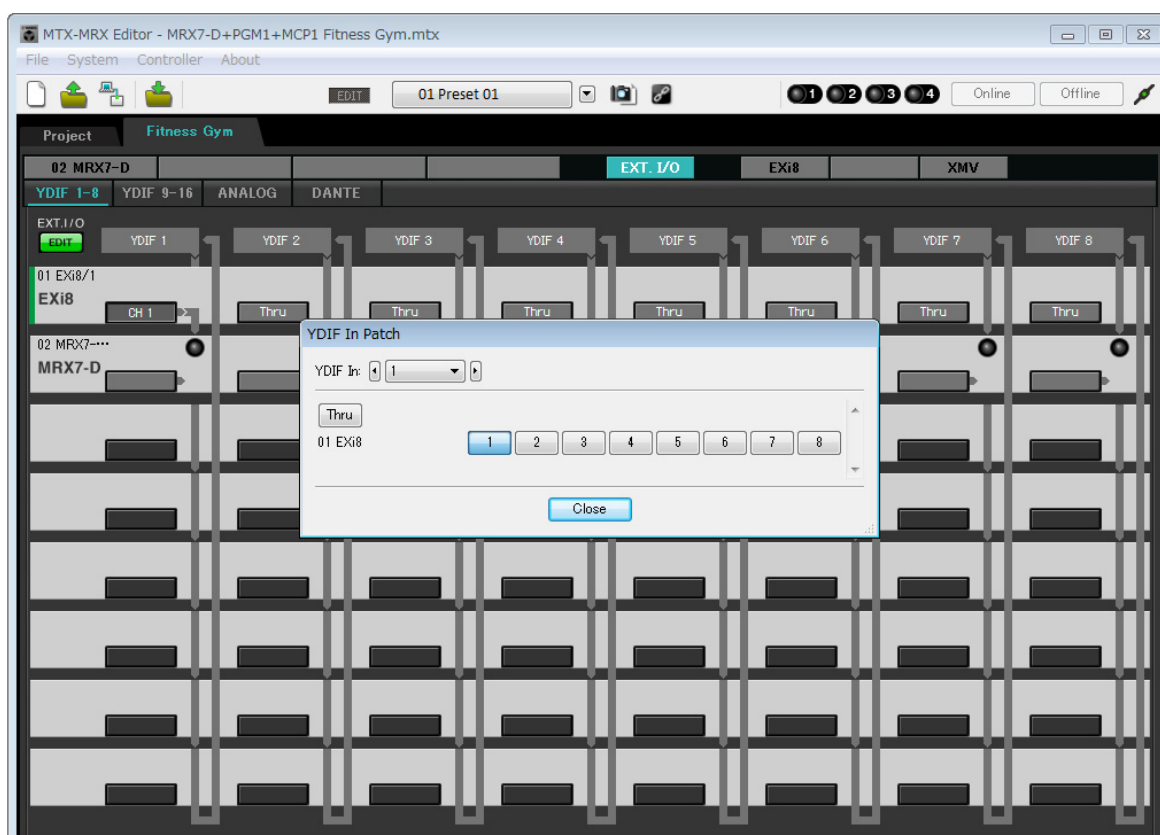 MTX-MRX Editor - MRX7-D+PGM1+MCP1 Fitness Gym.mtx
File System Controller About
EDIT 01 Preset 01 1 2 3 4 Online Offline
Project Fitness Gym
02 MRX7-D EXT. I/O EXi8 XMV
YDIF 1-8 YDIF 9-16 ANALOG DANTE
EXT.I/O
EDIT YDIF 1 YDIF 2 YDIF 3 YDIF 4 YDIF 5 YDIF 6 YDIF 7 YDIF 8
01 EXi8/1
EXi8
CH 1 Thru Thru Thru Thru Thru Thru Thru
02 MRX7-···
MRX7-D
YDIF In Patch
YDIF In: 1
Thru
01 EXi8 1 2 3 4 5 6 7 8
Close